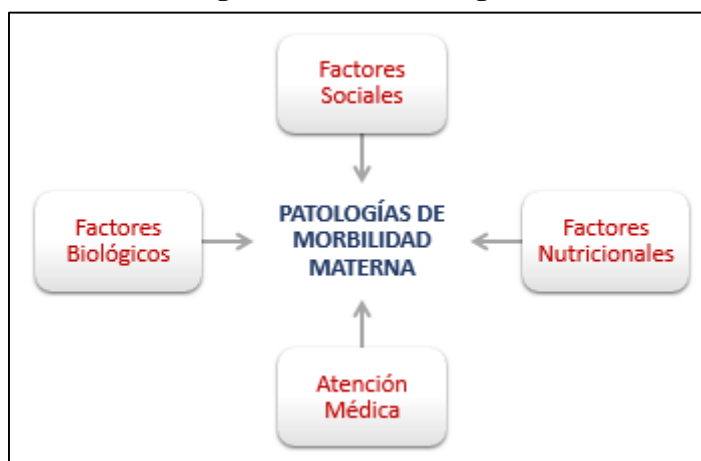 Factores
Sociales
Factores
Biológicos
PATOLOGÍAS DE
MORBILIDAD
MATERNA
Factores
Nutricionales
Atención
Médica